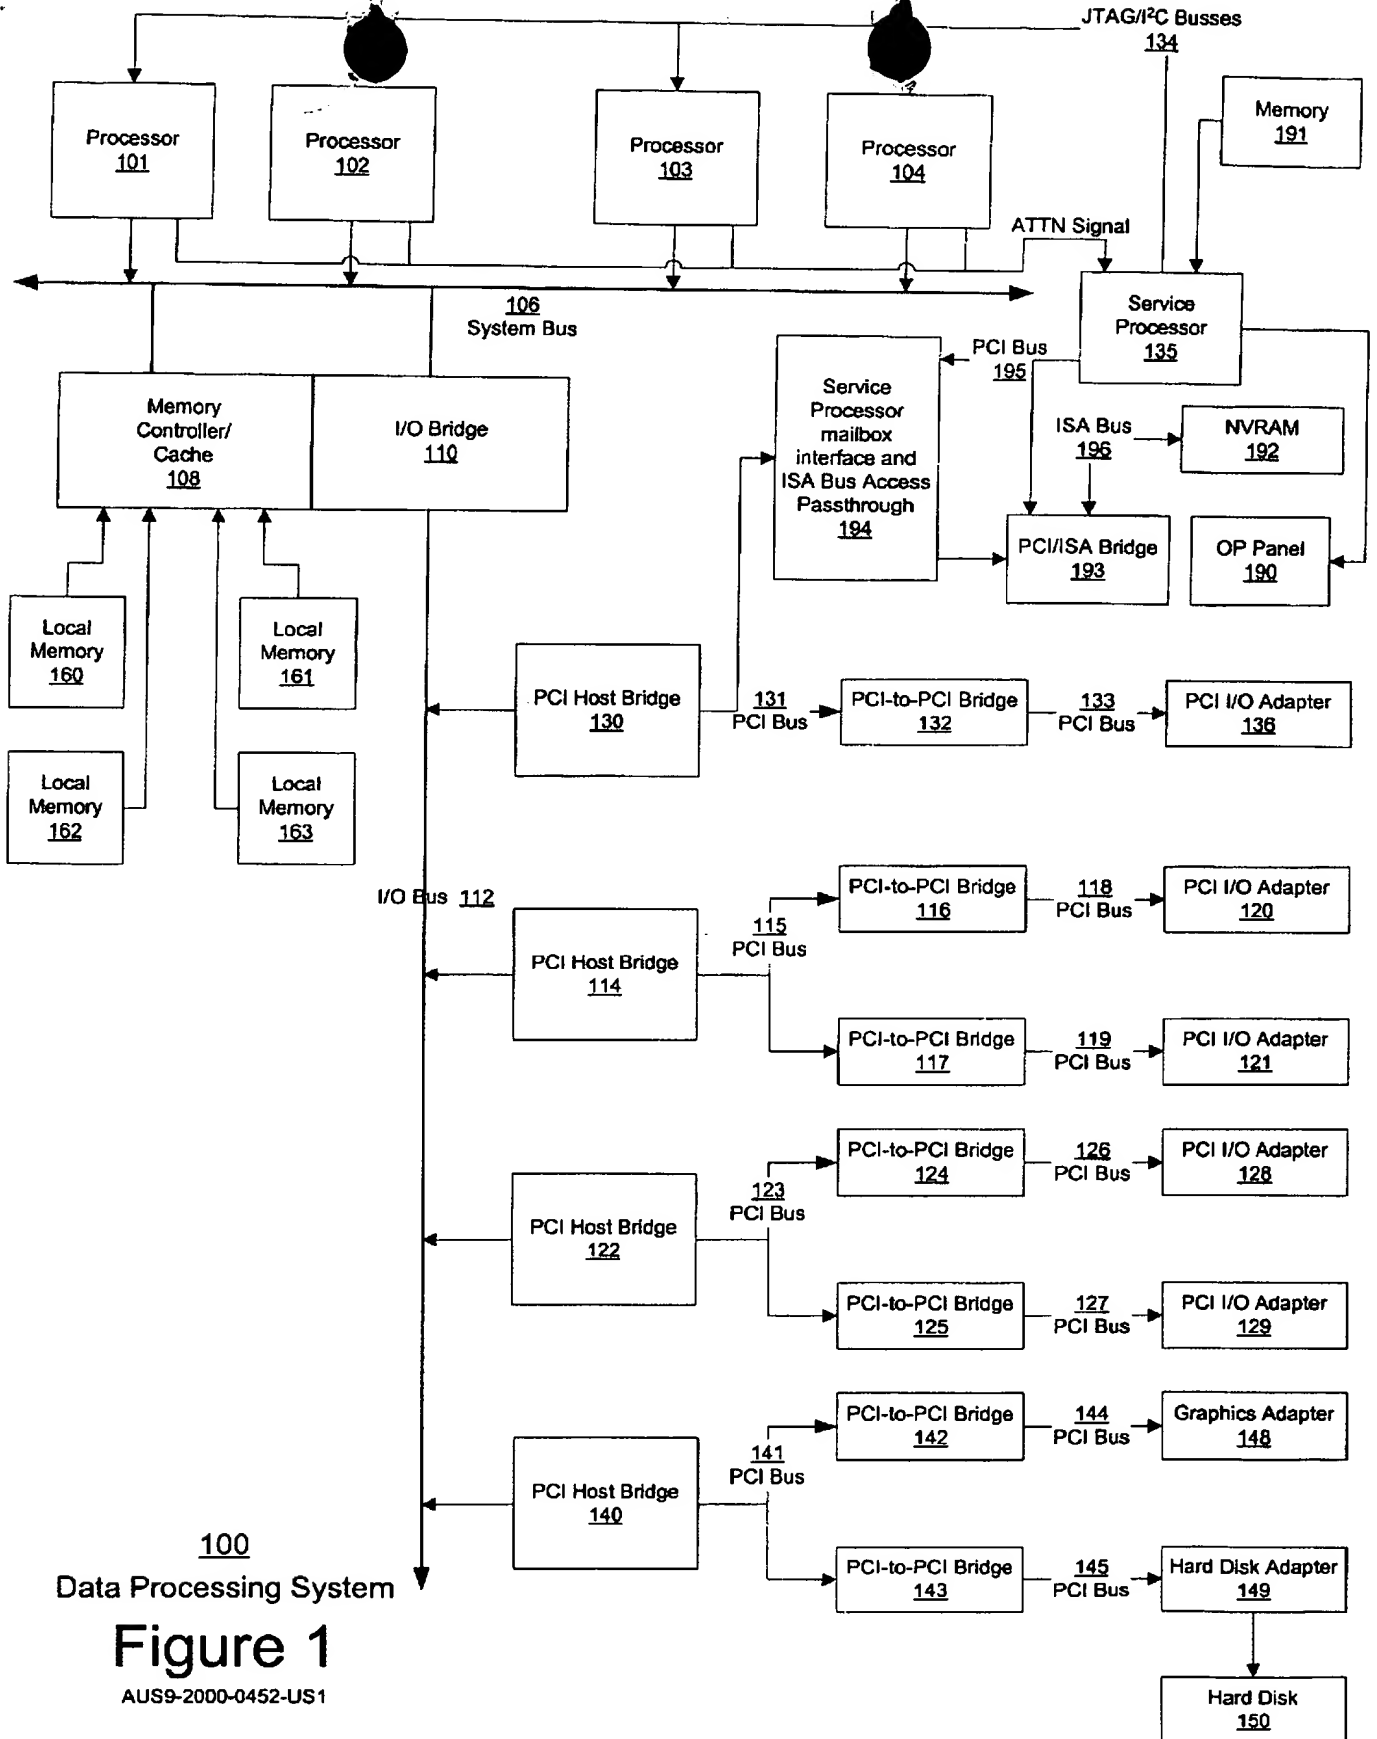 JTAG/I²C Busses
134
Processor
101
Processor
102
Processor
103
Processor
104
Memory
191
ATTN Signal
106
System Bus
Service
Processor
135
PCI Bus
195
Service
Processor
mailbox
interface and
ISA Bus Access
Passthrough
194
ISA Bus
196
NVRAM
192
Memory
Controller/
Cache
108
I/O Bridge
110
PCI/ISA Bridge
193
OP Panel
190
Local
Memory
160
Local
Memory
161
Local
Memory
162
Local
Memory
163
PCI Host Bridge
130
131
PCI Bus
PCI-to-PCI Bridge
132
133
PCI Bus
PCI I/O Adapter
136
I/O Bus 112
PCI Host Bridge
114
115
PCI Bus
PCI-to-PCI Bridge
116
118
PCI Bus
PCI I/O Adapter
120
PCI-to-PCI Bridge
117
119
PCI Bus
PCI I/O Adapter
121
PCI Host Bridge
122
123
PCI Bus
PCI-to-PCI Bridge
124
126
PCI Bus
PCI I/O Adapter
128
PCI-to-PCI Bridge
125
127
PCI Bus
PCI I/O Adapter
129
PCI Host Bridge
140
141
PCI Bus
PCI-to-PCI Bridge
142
144
PCI Bus
Graphics Adapter
148
PCI-to-PCI Bridge
143
145
PCI Bus
Hard Disk Adapter
149
Hard Disk
150
100
Data Processing System
Figure 1
AUS9-2000-0452-US1